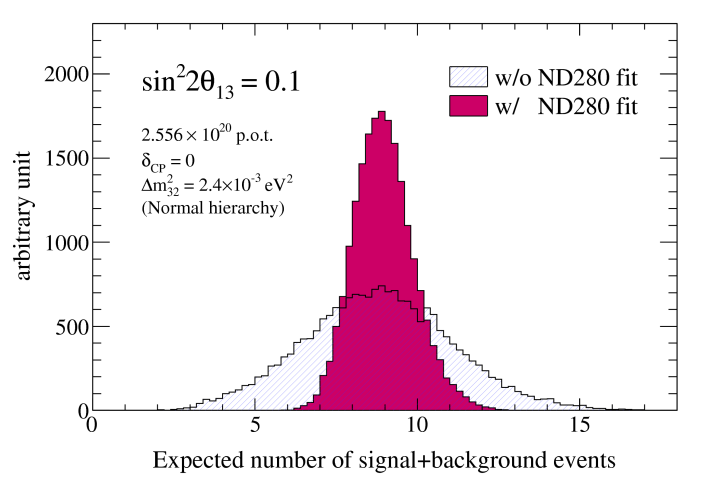 sin²2θ₁₃ = 0.1
2.556 × 10²⁰ p.o.t.
δ_CP = 0
Δm²₃₂ = 2.4×10⁻³ eV²
(Normal hierarchy)
w/o ND280 fit
w/ ND280 fit
arbitrary unit
2000
1500
1000
500
0
0 5 10 15
Expected number of signal+background events